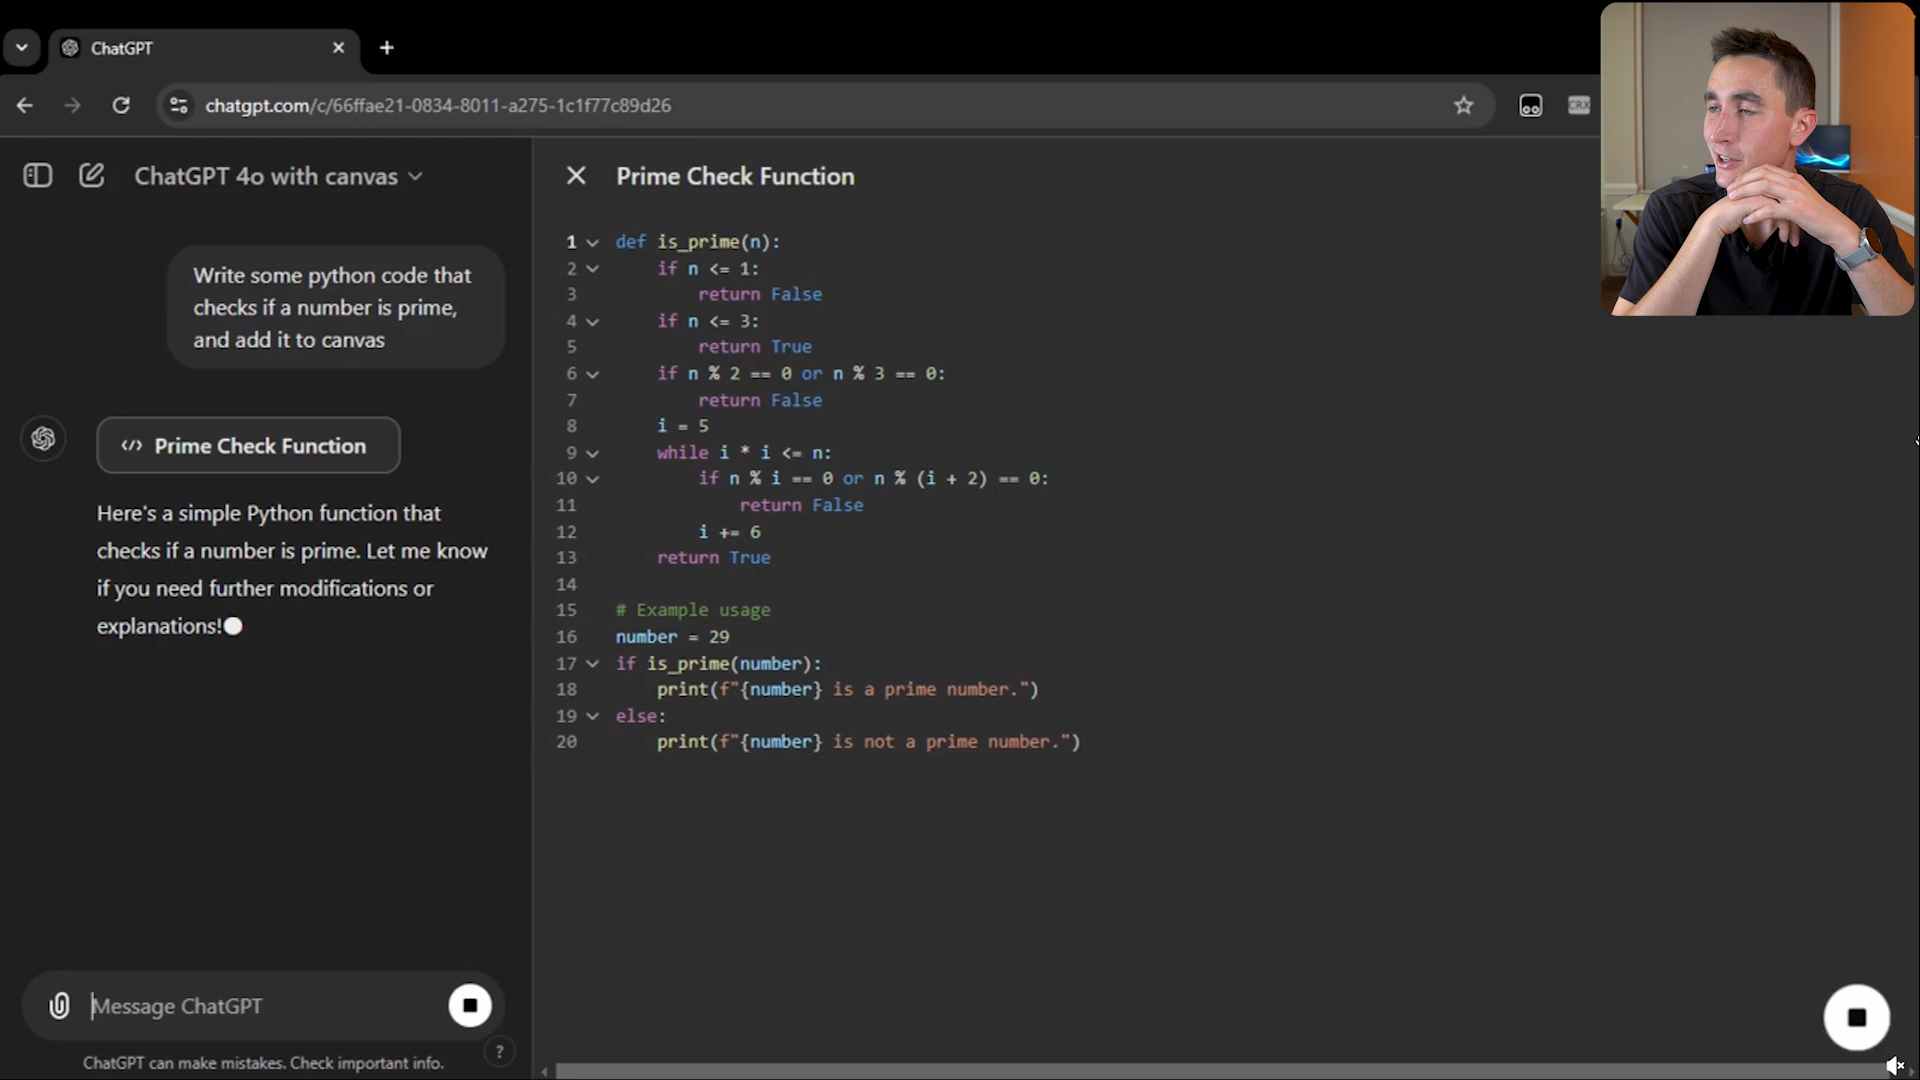 ChatGPT
chatgpt.com/c/66ffae21-0834-8011-a275-1c1f77c89d26
CRX
ChatGPT 4o with canvas
Write some python code that
checks if a number is prime,
and add it to canvas
Prime Check Function
Here's a simple Python function that
checks if a number is prime. Let me know
if you need further modifications or
explanations!
Message ChatGPT
ChatGPT can make mistakes. Check important info.
?
Prime Check Function
1 def is_prime(n):
2     if n <= 1:
3         return False
4     if n <= 3:
5         return True
6     if n % 2 == 0 or n % 3 == 0:
7         return False
8     i = 5
9     while i * i <= n:
10         if n % i == 0 or n % (i + 2) == 0:
11             return False
12         i += 6
13     return True
14
15 # Example usage
16 number = 29
17 if is_prime(number):
18     print(f"{number} is a prime number.")
19 else:
20     print(f"{number} is not a prime number.")